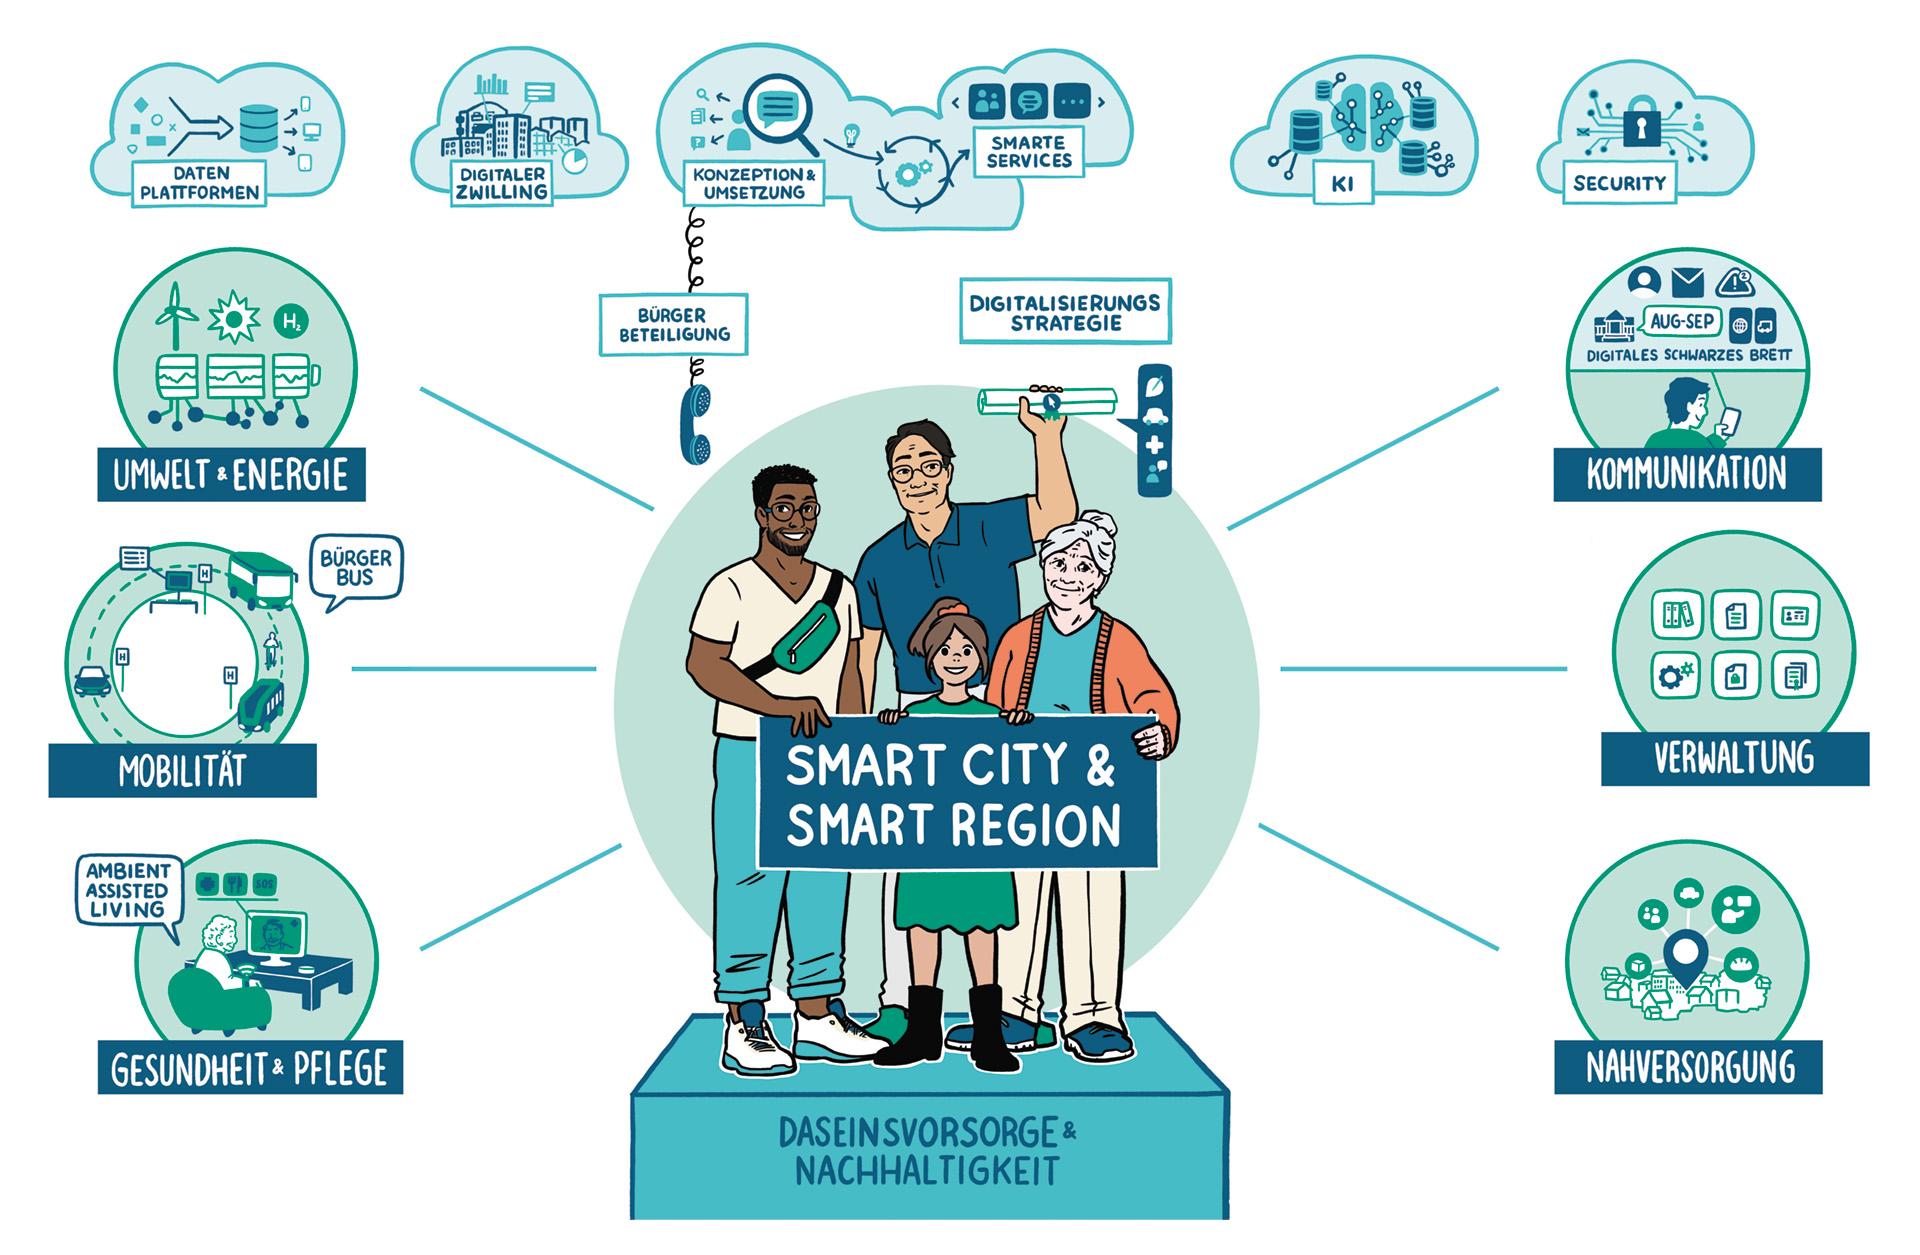 DATEN
PLATTFORMEN
DIGITALER
ZWILLING
?
KONZEPTION &
UMSETZUNG
SMARTE
SERVICES
KI
SECURITY
H2
UMWELT & ENERGIE
BÜRGER
BETEILIGUNG
DIGITALISIERUNGS
STRATEGIE
2
AUG-SEP
DIGITALES SCHWARZES BRETT
KOMMUNIKATION
H
H
H
BÜRGER
BUS
MOBILITÄT
SMART CITY &
SMART REGION
VERWALTUNG
AMBIENT
ASSISTED
LIVING
SOS
GESUNDHEIT & PFLEGE
NAHVERSORGUNG
DASEINSVORSORGE &
NACHHALTIGKEIT